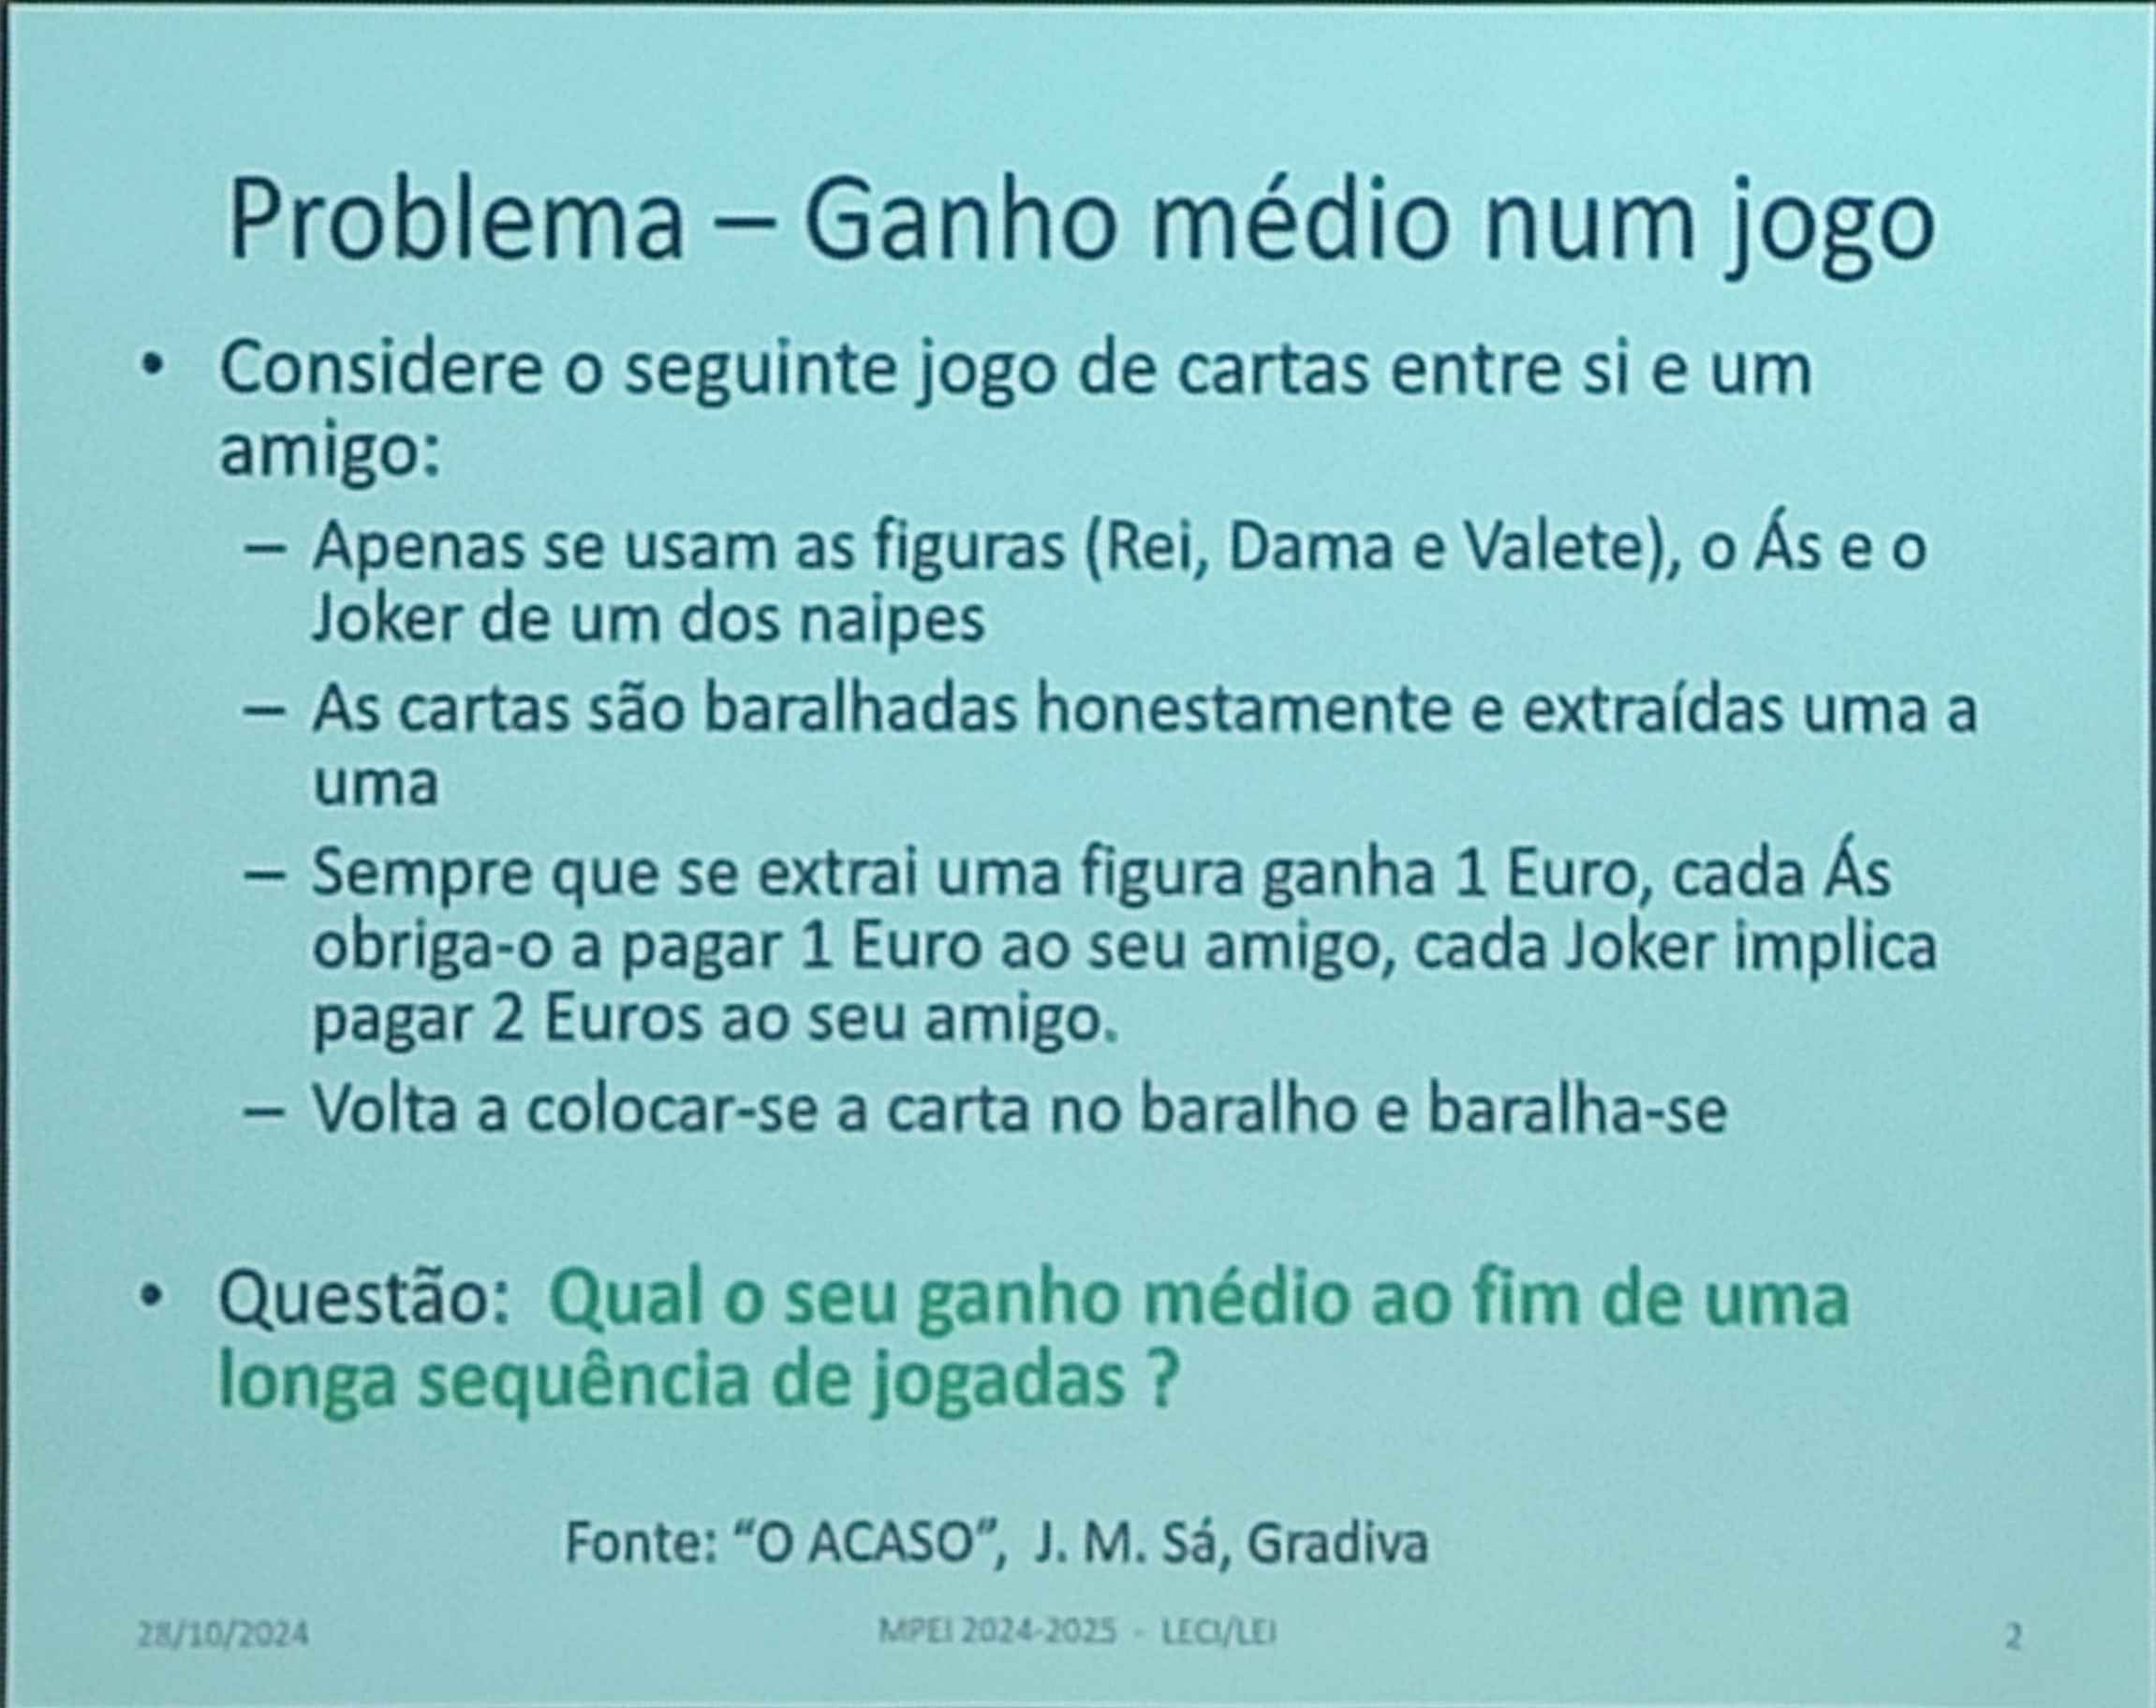 Problema – Ganho médio num jogo
• Considere o seguinte jogo de cartas entre si e um
amigo:
– Apenas se usam as figuras (Rei, Dama e Valete), o Ás e o
Joker de um dos naipes
– As cartas são baralhadas honestamente e extraídas uma a
uma
– Sempre que se extrai uma figura ganha 1 Euro, cada Ás
obriga-o a pagar 1 Euro ao seu amigo, cada Joker implica
pagar 2 Euros ao seu amigo.
– Volta a colocar-se a carta no baralho e baralha-se
• Questão: Qual o seu ganho médio ao fim de uma
longa sequência de jogadas ?
Fonte: “O ACASO”, J. M. Sá, Gradiva
28/10/2024
MPEI 2024-2025 - LECI/LEI
2